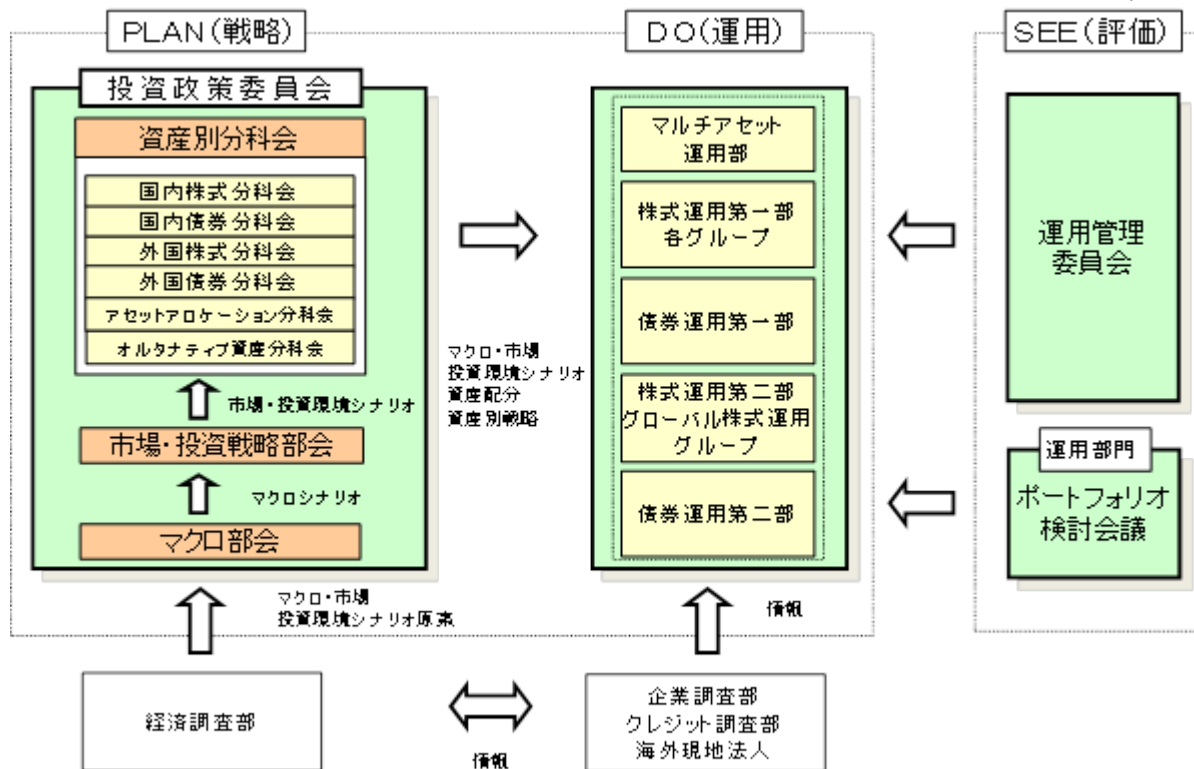 PLAN(戦略)
投資政策委員会
資産別分科会
国内株式分科会
国内債券分科会
外国株式分科会
外国債券分科会
アセットアロケーション分科会
オルタナティブ資産分科会
市場・投資環境シナリオ
市場・投資戦略部会
マクロシナリオ
マクロ部会
マクロ・市場
投資環境シナリオ原案
経済調査部
マクロ・市場
投資環境シナリオ
資産配分
資産別戦略
DO(運用)
マルチアセット
運用部
株式運用第一部
各グループ
債券運用第一部
株式運用第二部
グローバル株式運用
グループ
債券運用第二部
情報
企業調査部
クレジット調査部
海外現地法人
情報
SEE(評価)
運用管理
委員会
運用部門
ポートフォリオ
検討会議